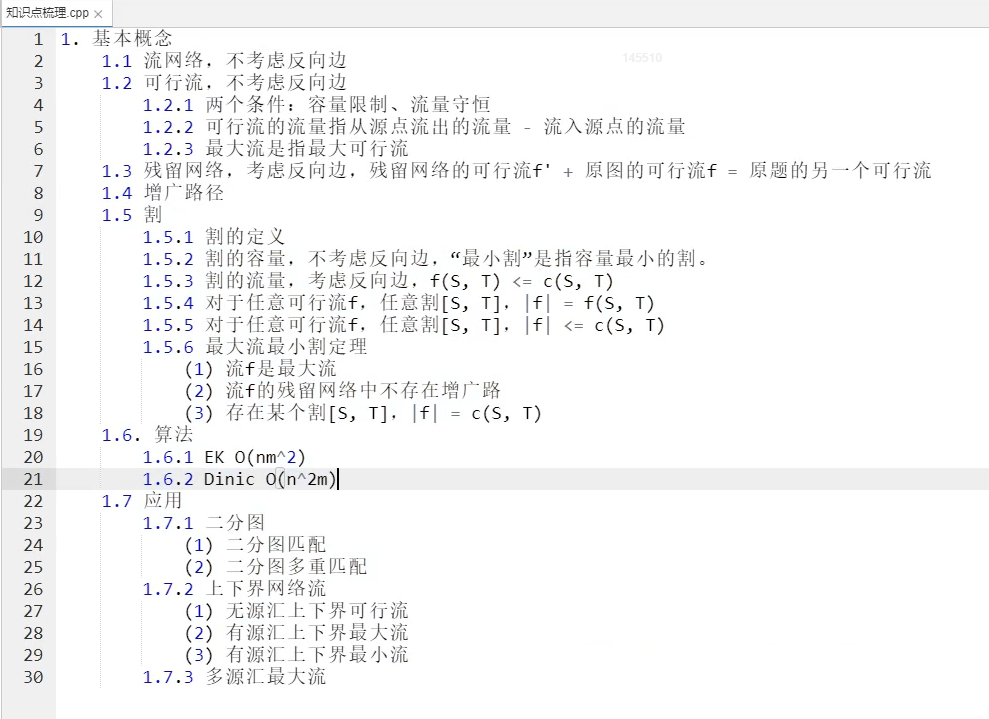 知识点梳理.cpp ×
145510
1 1. 基本概念
2 1.1 流网络，不考虑反向边
3 1.2 可行流，不考虑反向边
4 1.2.1 两个条件：容量限制、流量守恒
5 1.2.2 可行流的流量指从源点流出的流量 - 流入源点的流量
6 1.2.3 最大流是指最大可行流
7 1.3 残留网络，考虑反向边，残留网络的可行流f' + 原图的可行流f = 原题的另一个可行流
8 1.4 增广路径
9 1.5 割
10 1.5.1 割的定义
11 1.5.2 割的容量，不考虑反向边，“最小割”是指容量最小的割。
12 1.5.3 割的流量，考虑反向边，f(S, T) <= c(S, T)
13 1.5.4 对于任意可行流f，任意割[S, T]，|f| = f(S, T)
14 1.5.5 对于任意可行流f，任意割[S, T]，|f| <= c(S, T)
15 1.5.6 最大流最小割定理
16 (1) 流f是最大流
17 (2) 流f的残留网络中不存在增广路
18 (3) 存在某个割[S, T]，|f| = c(S, T)
19 1.6. 算法
20 1.6.1 EK O(nm^2)
21 1.6.2 Dinic O(n^2m)
22 1.7 应用
23 1.7.1 二分图
24 (1) 二分图匹配
25 (2) 二分图多重匹配
26 1.7.2 上下界网络流
27 (1) 无源汇上下界可行流
28 (2) 有源汇上下界最大流
29 (3) 有源汇上下界最小流
30 1.7.3 多源汇最大流